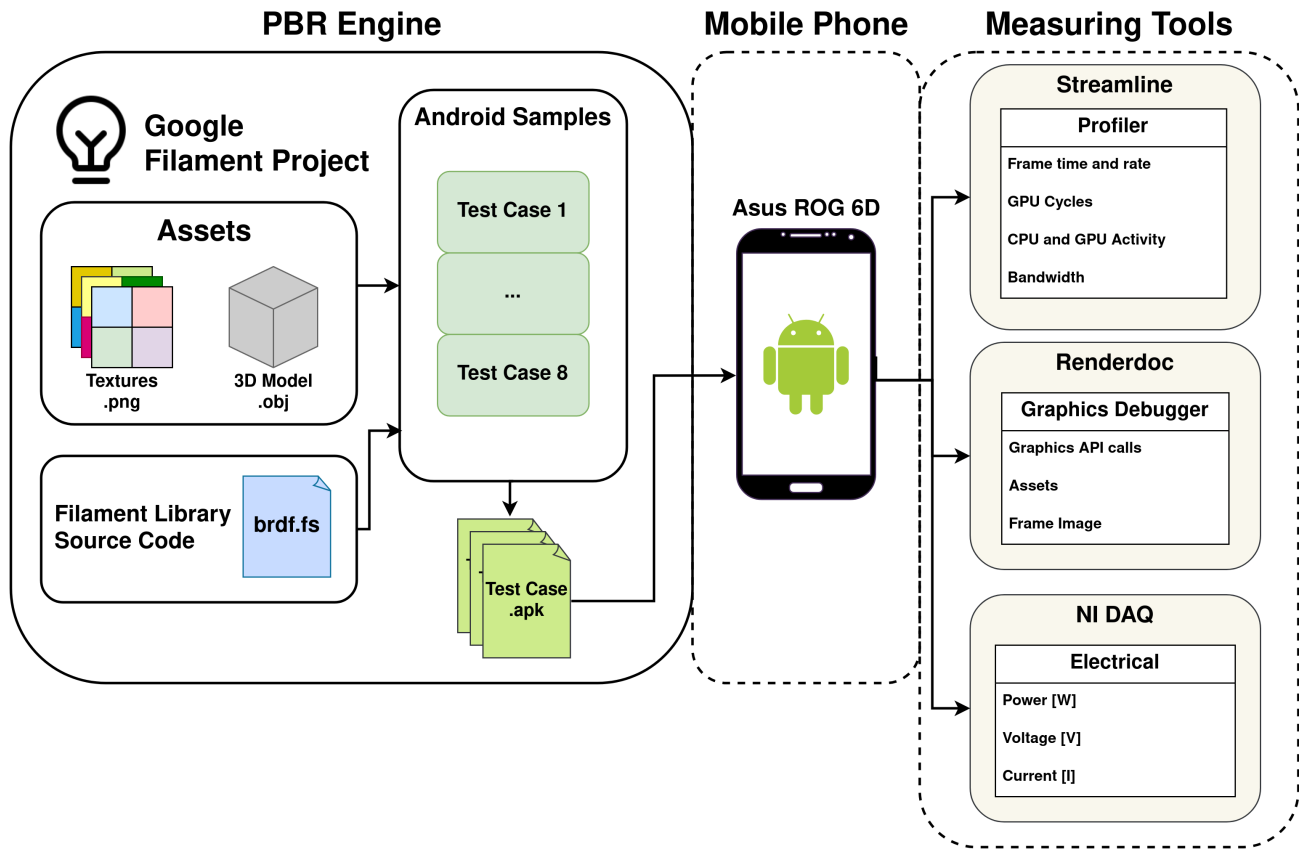 PBR Engine
Google
Filament Project
Assets
Textures
.png
3D Model
.obj
Filament Library
Source Code
brdf.fs
Android Samples
Test Case 1
...
Test Case 8
Test Case
.apk
Mobile Phone
Asus ROG 6D
Measuring Tools
Streamline
Profiler
Frame time and rate
GPU Cycles
CPU and GPU Activity
Bandwidth
Renderdoc
Graphics Debugger
Graphics API calls
Assets
Frame Image
NI DAQ
Electrical
Power [W]
Voltage [V]
Current [I]